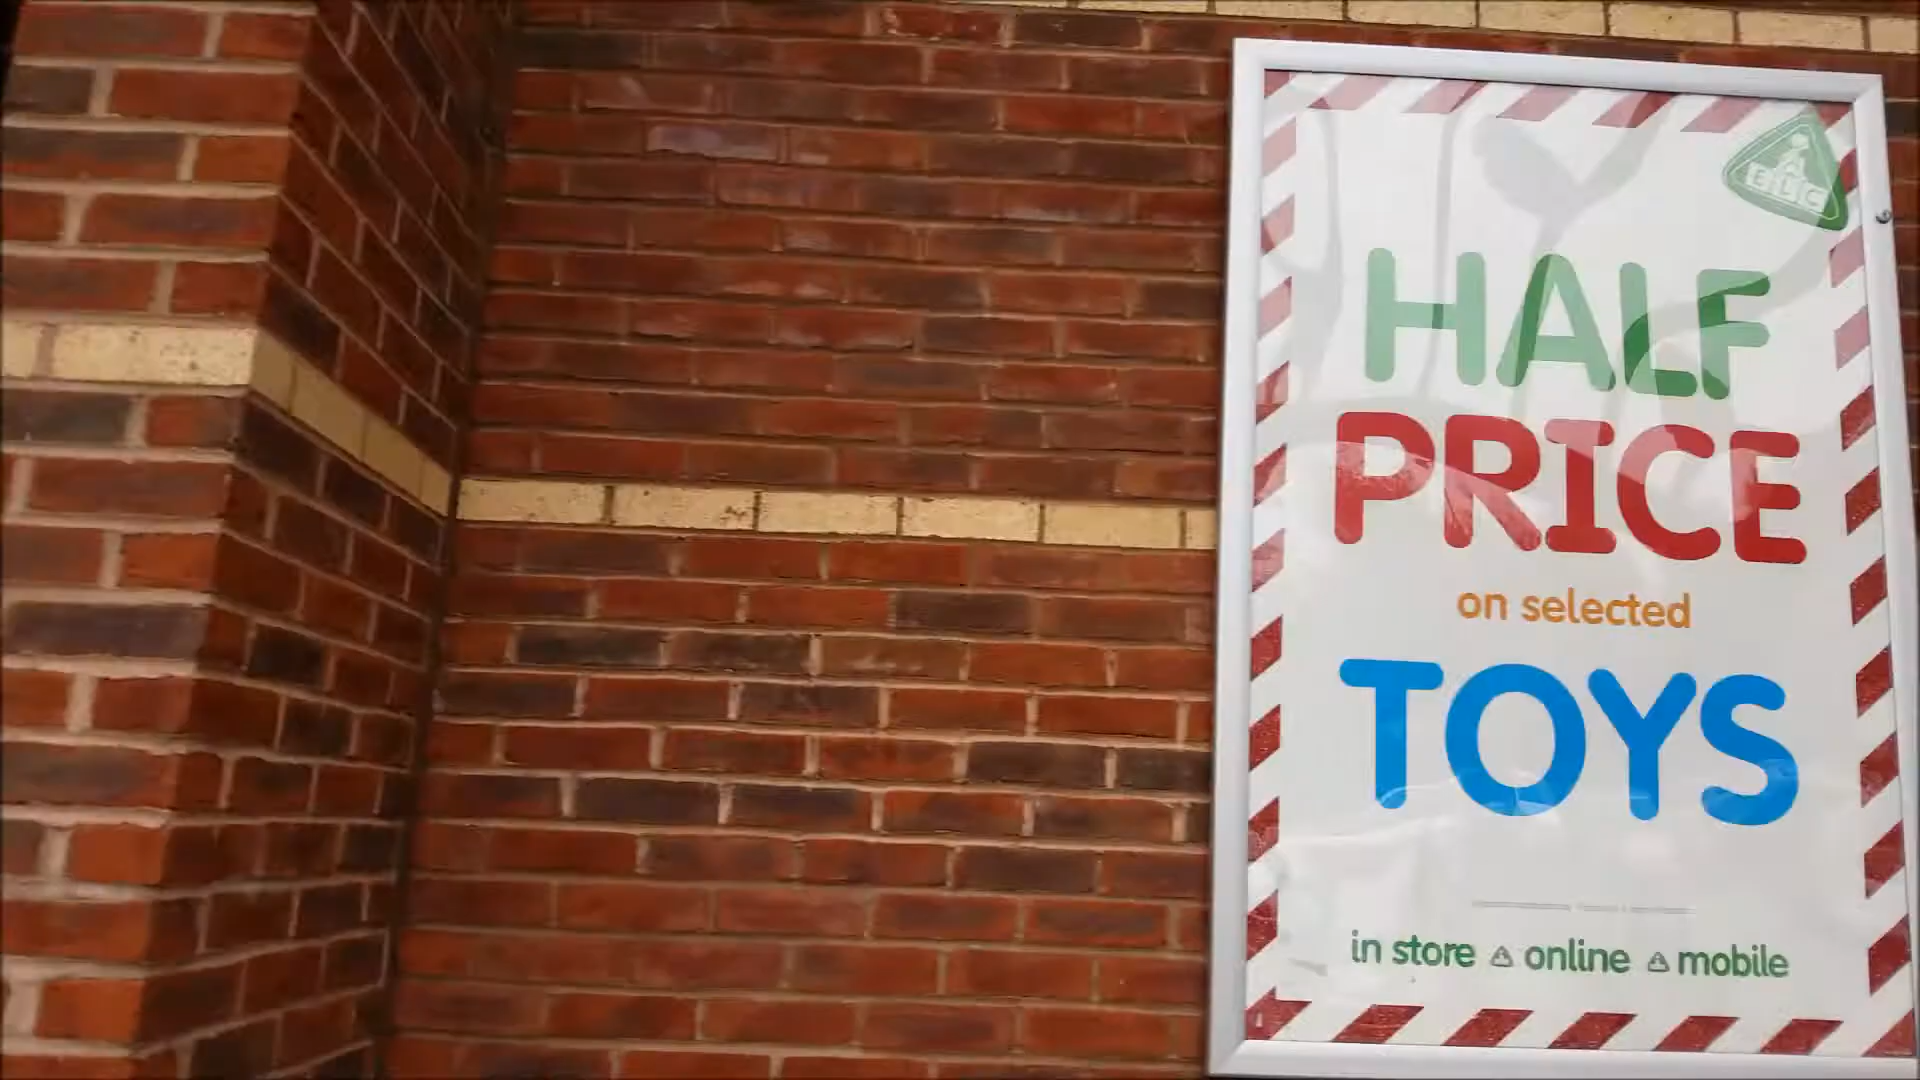 ELC
HALF
PRICE
on selected
TOYS
in store online mobile